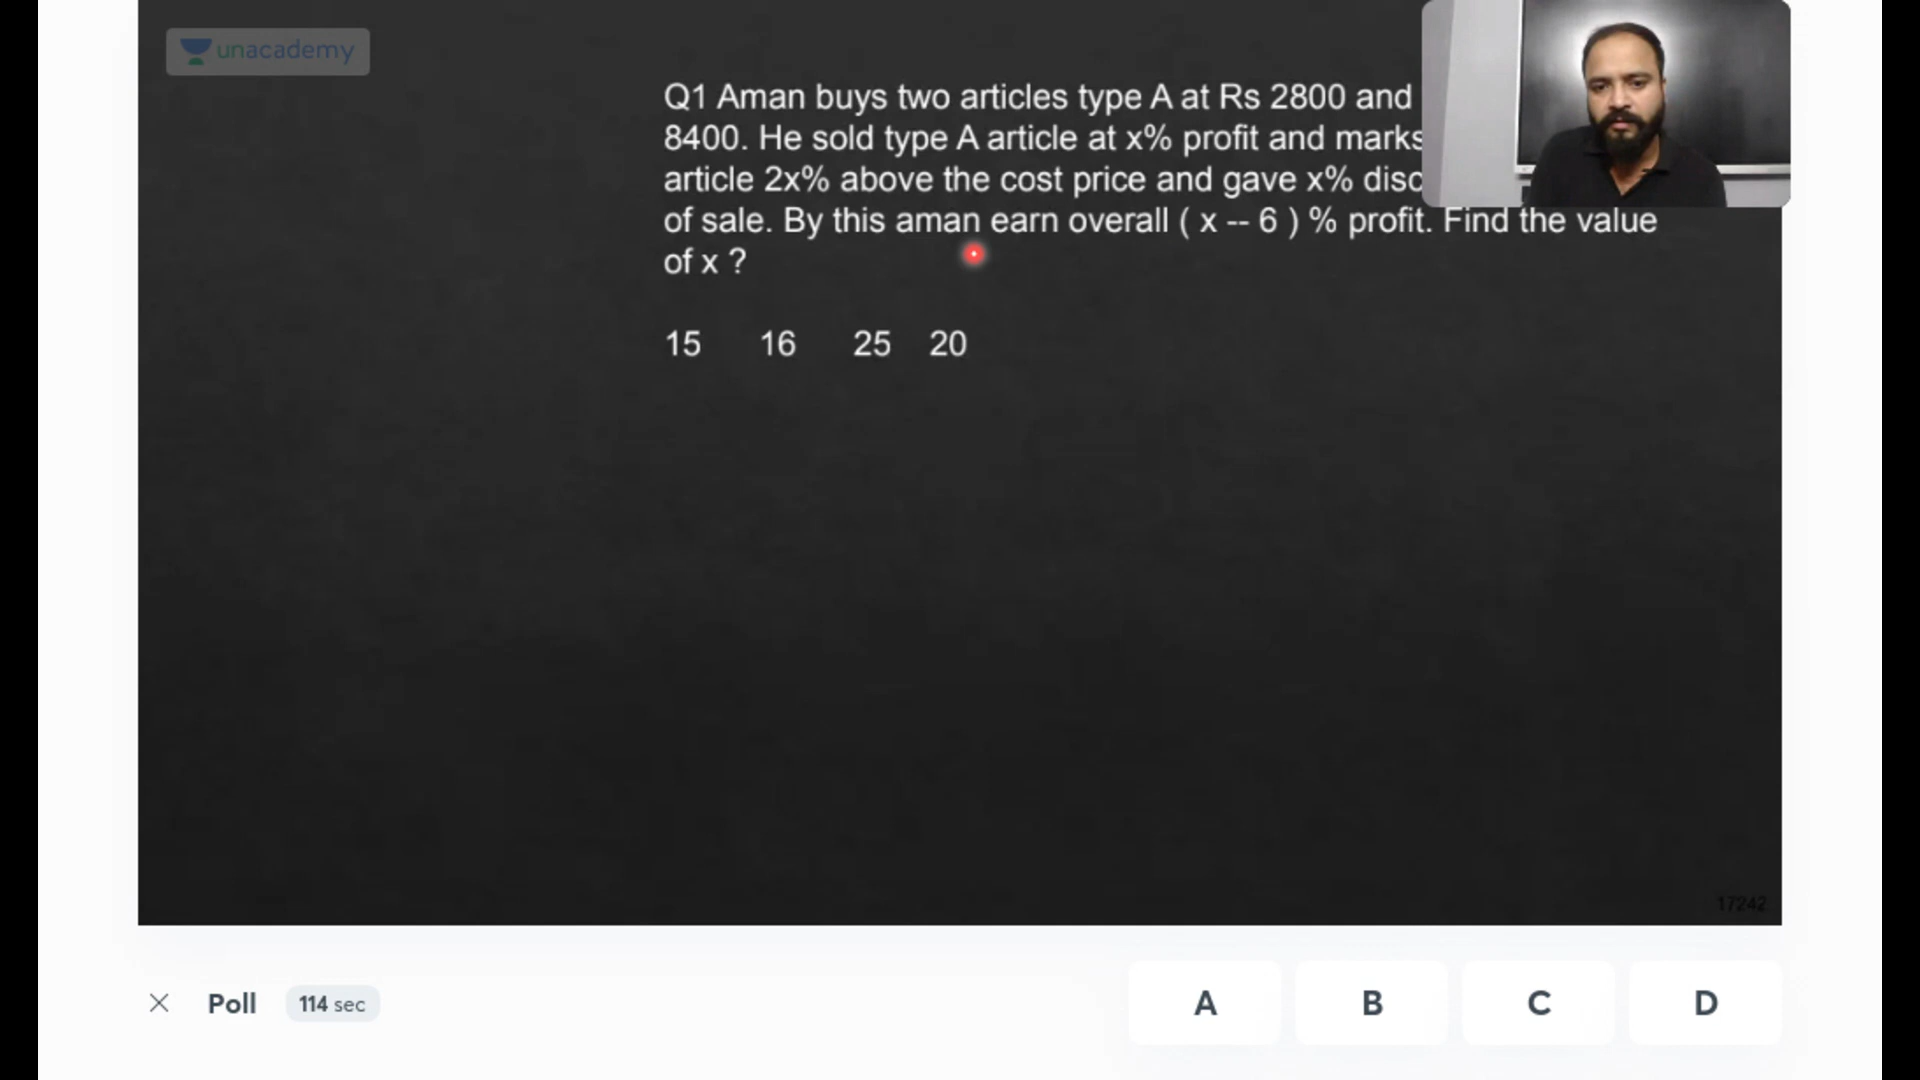 unacademy
Q1 Aman buys two articles type A at Rs 2800 and
8400. He sold type A article at x% profit and marks
article 2x% above the cost price and gave x% disc
of sale. By this aman earn overall ( x -- 6 ) % profit. Find the value
of x ?
15 16 25 20
17242
Poll 114 sec A B C D